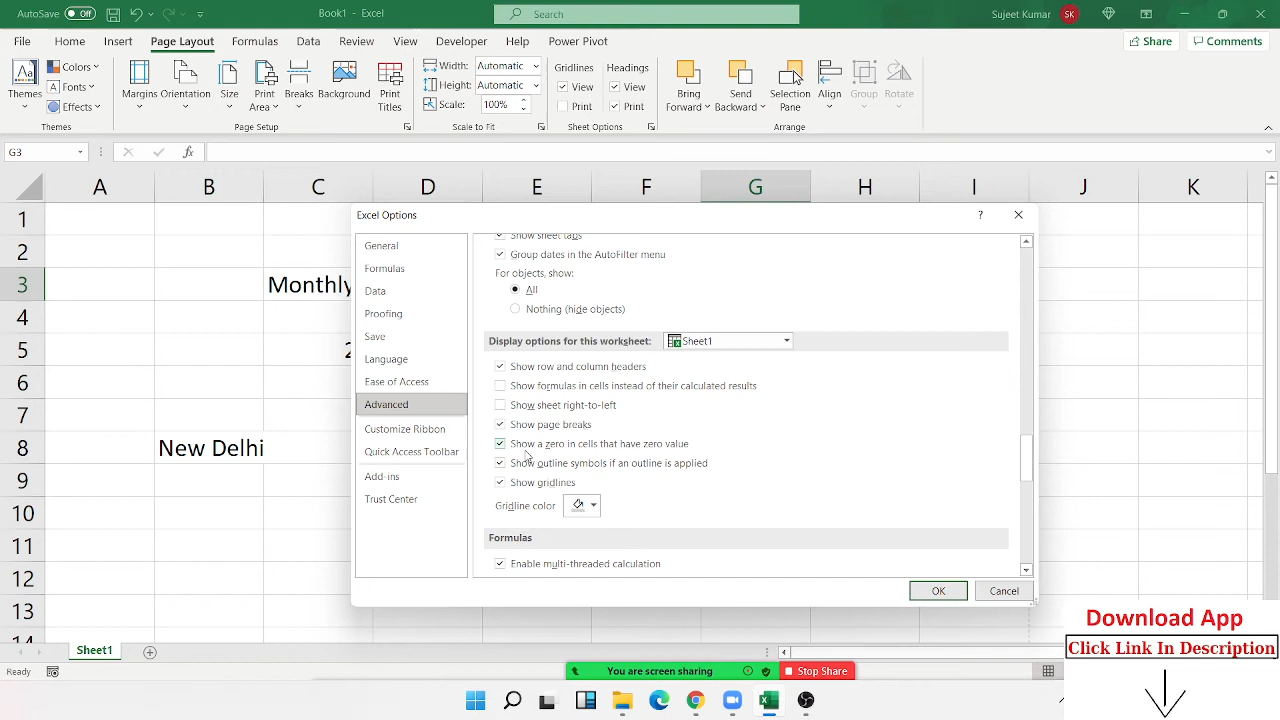 AutoSave Off
Book1 - Excel
Search
Sujeet Kumar SK
File Home Insert Page Layout Formulas Data Review View Developer Help Power Pivot
Share Comments
Themes
Colors
Fonts
Effects
Themes
Margins Orientation Size Print Area Breaks Background Print Titles
Page Setup
Width: Automatic
Height: Automatic
Scale: 100%
Scale to Fit
Gridlines Headings
View View
Print Print
Sheet Options
Bring Forward Send Backward Selection Pane Align Group Rotate
Arrange
G3
fx
A B C D E F G H I J K
1
2
3 Monthly
4
5 2
6
7
8 New Delhi
9
10
11
12
13
14
Excel Options
?
General
Formulas
Data
Proofing
Save
Language
Ease of Access
Advanced
Customize Ribbon
Quick Access Toolbar
Add-ins
Trust Center
Show sheet tabs
Group dates in the AutoFilter menu
For objects, show:
All
Nothing (hide objects)
Display options for this worksheet: Sheet1
Show row and column headers
Show formulas in cells instead of their calculated results
Show sheet right-to-left
Show page breaks
Show a zero in cells that have zero value
Show outline symbols if an outline is applied
Show gridlines
Gridline color
Formulas
Enable multi-threaded calculation
OK Cancel
Download App
Click Link In Description
Sheet1
Ready
You are screen sharing
Stop Share